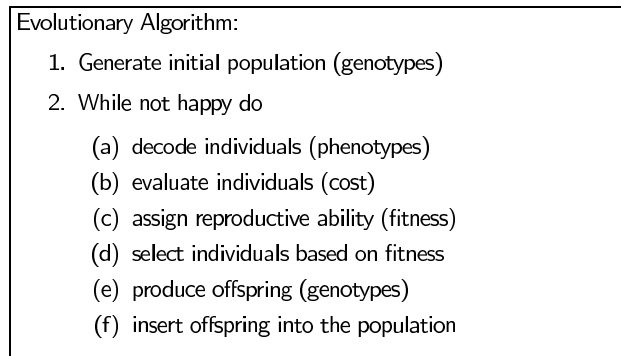 Evolutionary Algorithm:
1. Generate initial population (genotypes)
2. While not happy do
(a) decode individuals (phenotypes)
(b) evaluate individuals (cost)
(c) assign reproductive ability (fitness)
(d) select individuals based on fitness
(e) produce offspring (genotypes)
(f) insert offspring into the population